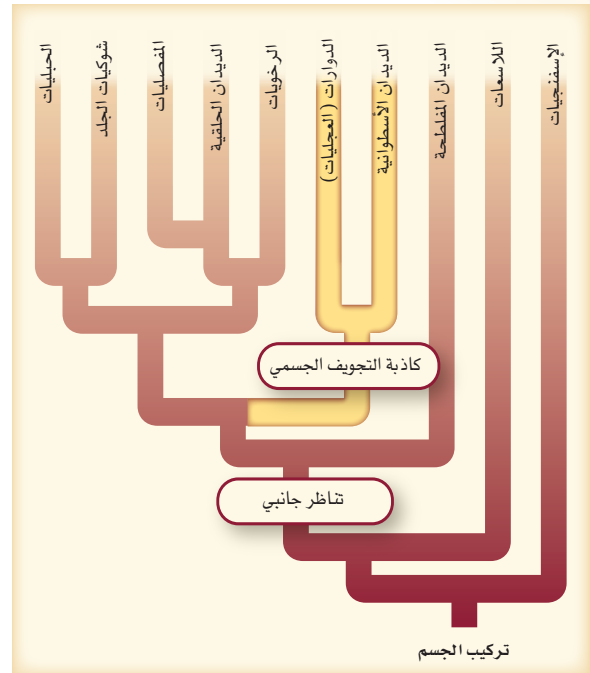 الإسفنجيات
اللاسعات
الديدان المفلطحة
الديدان الأسطوانية
الدوارات (العجليات)
الرخويات
الديدان الحلقية
المفصليات
شوكيات الجلد
الحبليات
كاذبة التجويف الجسمي
تناظر جانبي
تركيب الجسم